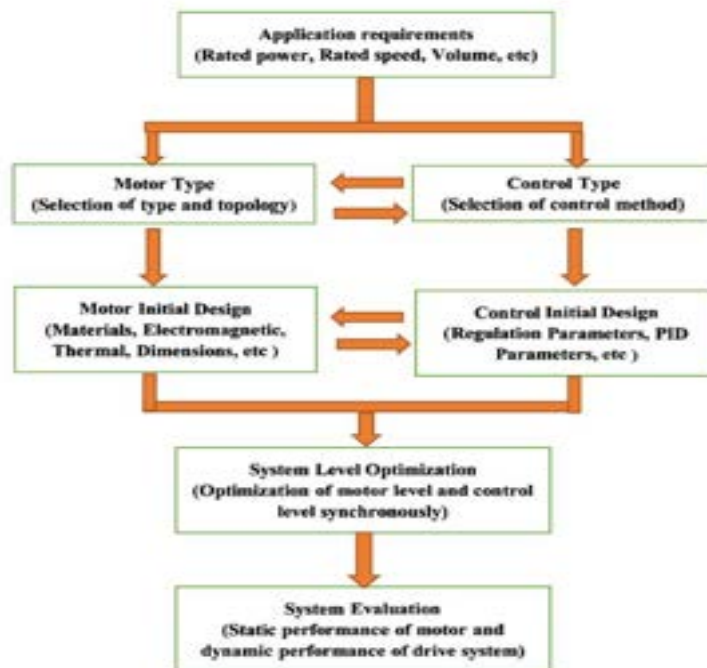 Application requirements
(Rated power, Rated speed, Volume, etc)
Motor Type
(Selection of type and topology)
Control Type
(Selection of control method)
Motor Initial Design
(Materials, Electromagnetic,
Thermal, Dimensions, etc )
Control Initial Design
(Regulation Parameters, PID
Parameters, etc )
System Level Optimization
(Optimization of motor level and control
level synchronously)
System Evaluation
(Static performance of motor and
dynamic performance of drive system)